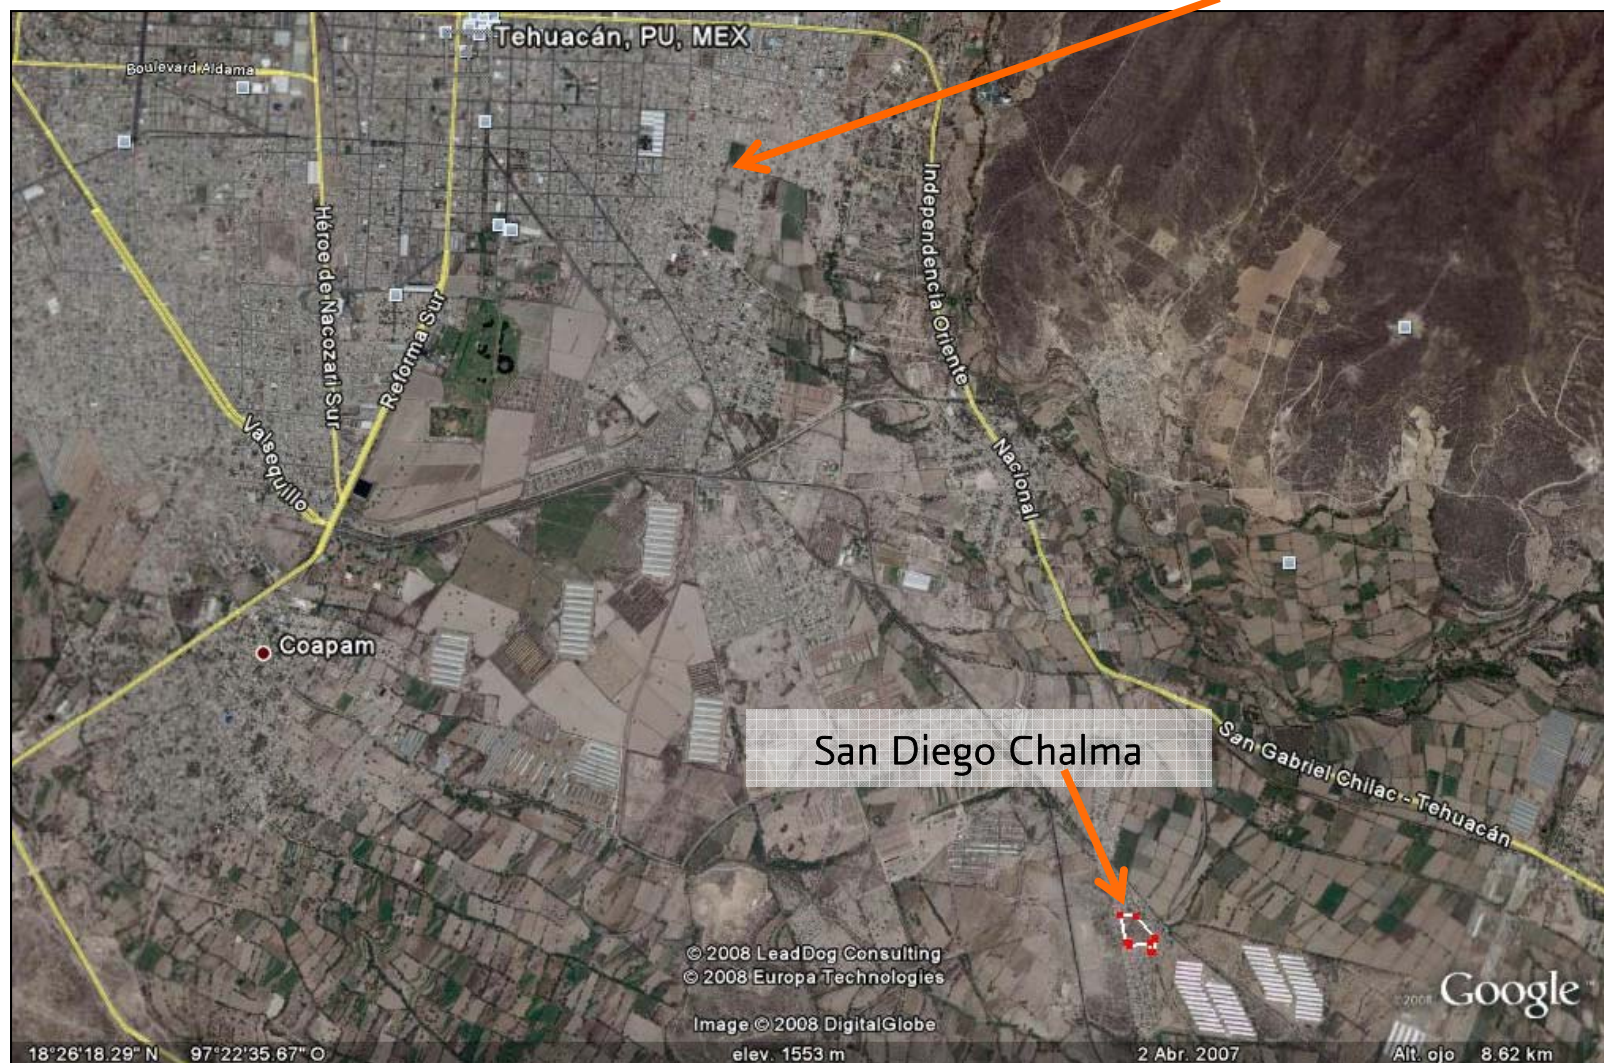 Tehuacán, PU, MEX
Boulevard Aldama
Independencia Oriente
Héroe de Nacozari Sur
Reforma Sur
Valsequillo
Nacional
Coapam
San Diego Chalma
San Gabriel Chilac - Tehuacán
© 2008 LeadDog Consulting
© 2008 Europa Technologies
© 2008 Google
Image © 2008 DigitalGlobe
18°26'18.29" N 97°22'35.67" O elev. 1553 m 2 Abr. 2007 Alt. ojo 8.62 km